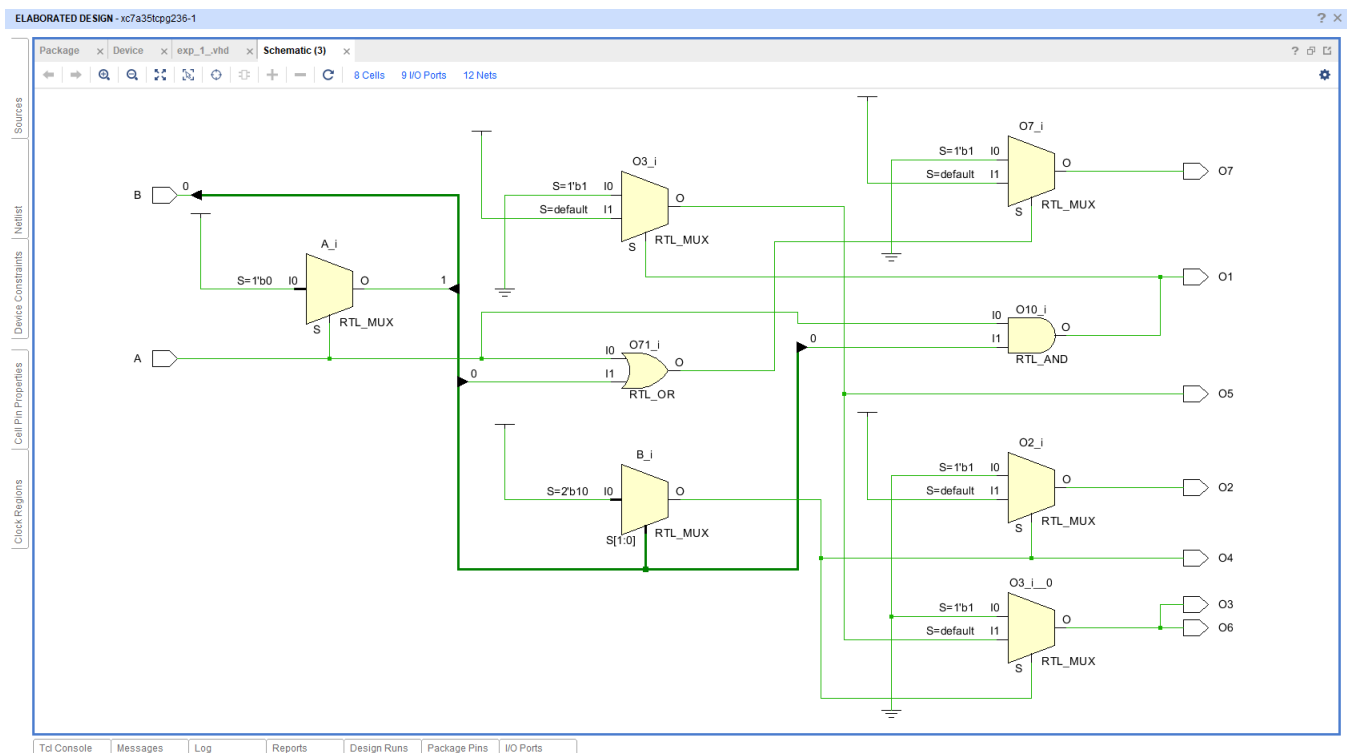 ELABORATED DESIGN - xc7a35tcpg236-1
? ×
Package × Device × exp_1_.vhd × Schematic (3) ×
?
8 Cells 9 I/O Ports 12 Nets
Sources
Netlist
Device Constraints
Cell Pin Properties
Clock Regions
B
0
A_i
S=1'b0 I0 O 1
S RTL_MUX
A
O3_i
S=1'b1 I0
O
S=default I1
S RTL_MUX
O71_i
I0
O
0 I1
RTL_OR
B_i
S=2'b10 I0 O
S[1:0] RTL_MUX
O7_i
S=1'b1 I0
O
S=default I1
S RTL_MUX
O7
O1
O10_i
I0
O
0 I1
RTL_AND
O5
O2_i
S=1'b1 I0
O
S=default I1
S RTL_MUX
O2
O4
O3_i__0
S=1'b1 I0
O
S=default I1
S RTL_MUX
O3
O6
Tcl Console Messages Log Reports Design Runs Package Pins I/O Ports